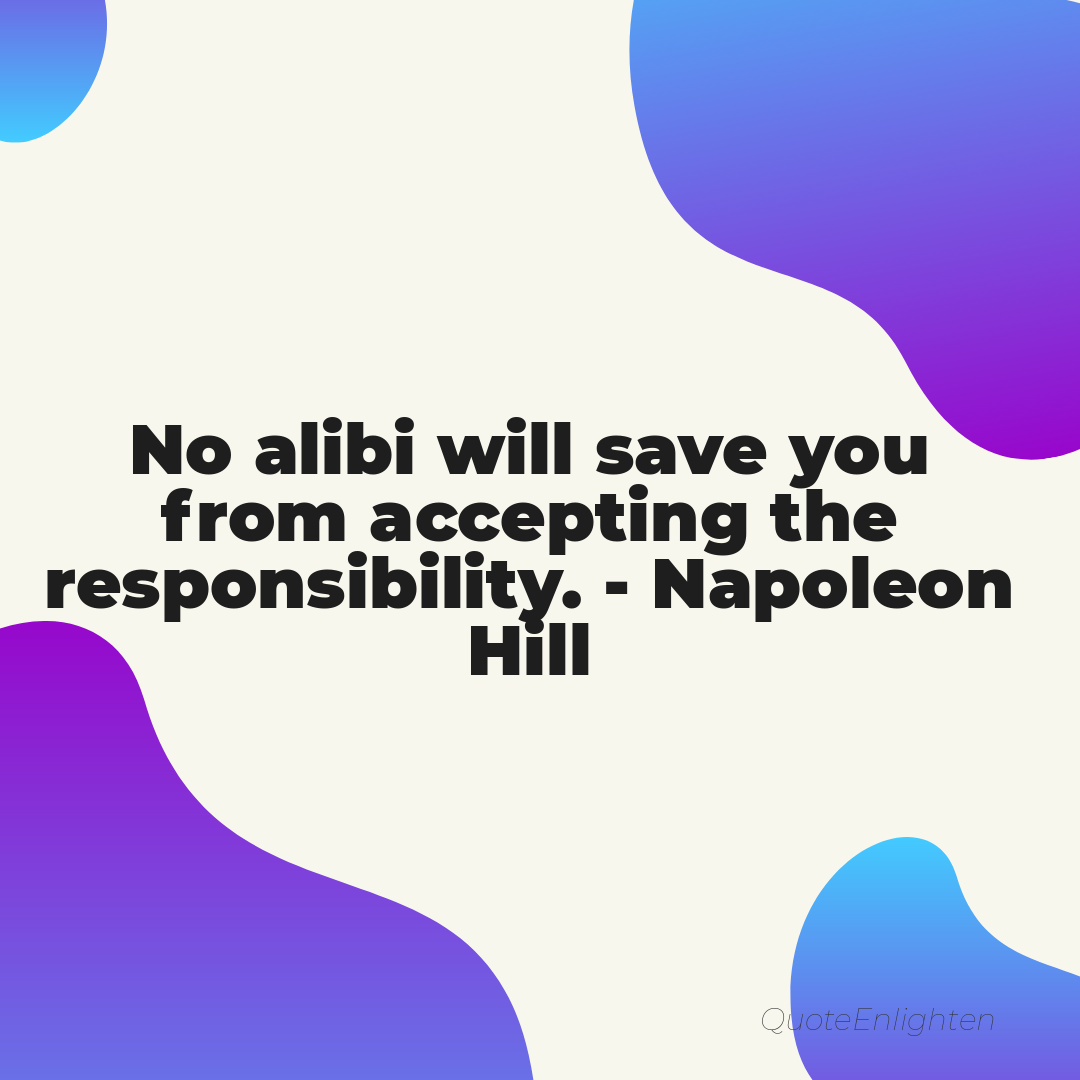 No alibi will save you
from accepting the
responsibility. - Napoleon
Hill
QuoteEnlighten